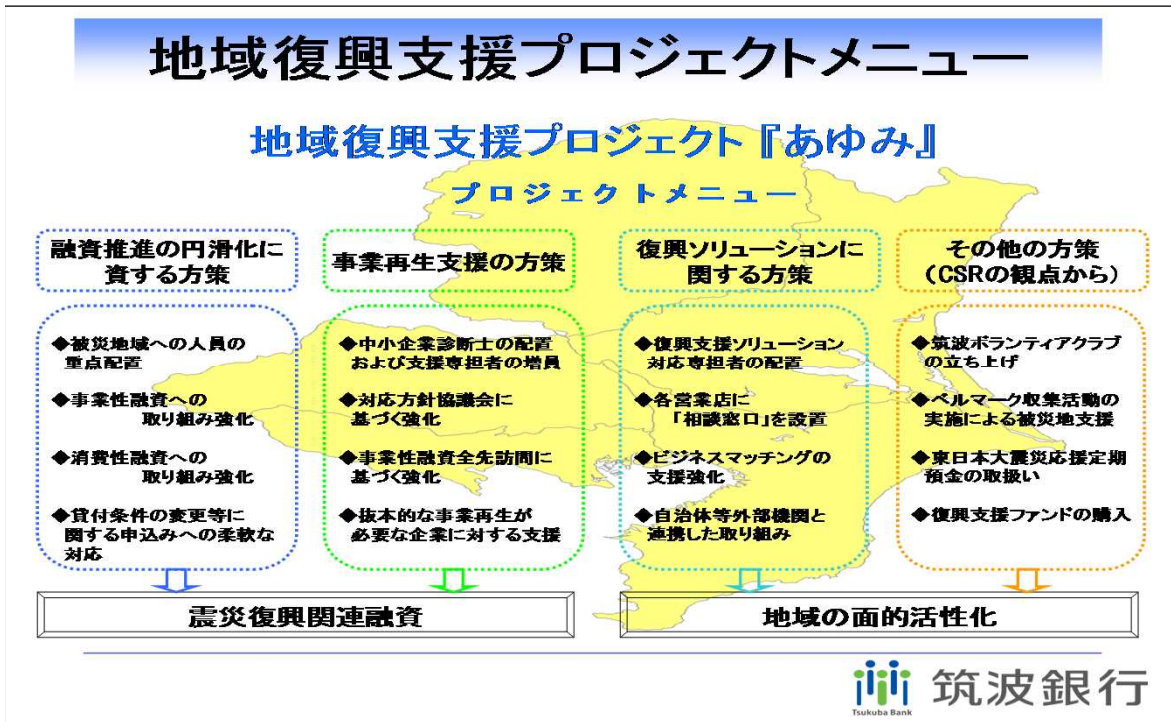 地域復興支援プロジェクトメニュー
地域復興支援プロジェクト『あゆみ』
プロジェクトメニュー
融資推進の円滑化に
資する方策
◆被災地域への人員の
重点配置
◆事業性融資への
取り組み強化
◆消費性融資への
取り組み強化
◆貸付条件の変更等に
関する申込みへの柔軟な
対応
事業再生支援の方策
◆中小企業診断士の配置
および支援専担者の増員
◆対応方針協議会に
基づく強化
◆事業性融資全先訪問に
基づく強化
◆抜本的な事業再生が
必要な企業に対する支援
震災復興関連融資
復興ソリューションに
関する方策
◆復興支援ソリューション
対応専担者の配置
◆各営業店に
「相談窓口」を設置
◆ビジネスマッチングの
支援強化
◆自治体等外部機関と
連携した取り組み
その他の方策
(CSRの観点から)
◆筑波ボランティアクラブ
の立ち上げ
◆ベルマーク収集活動の
実施による被災地支援
◆東日本大震災応援定期
預金の取扱い
◆復興支援ファンドの購入
地域の面的活性化
Tsukuba Bank
筑波銀行